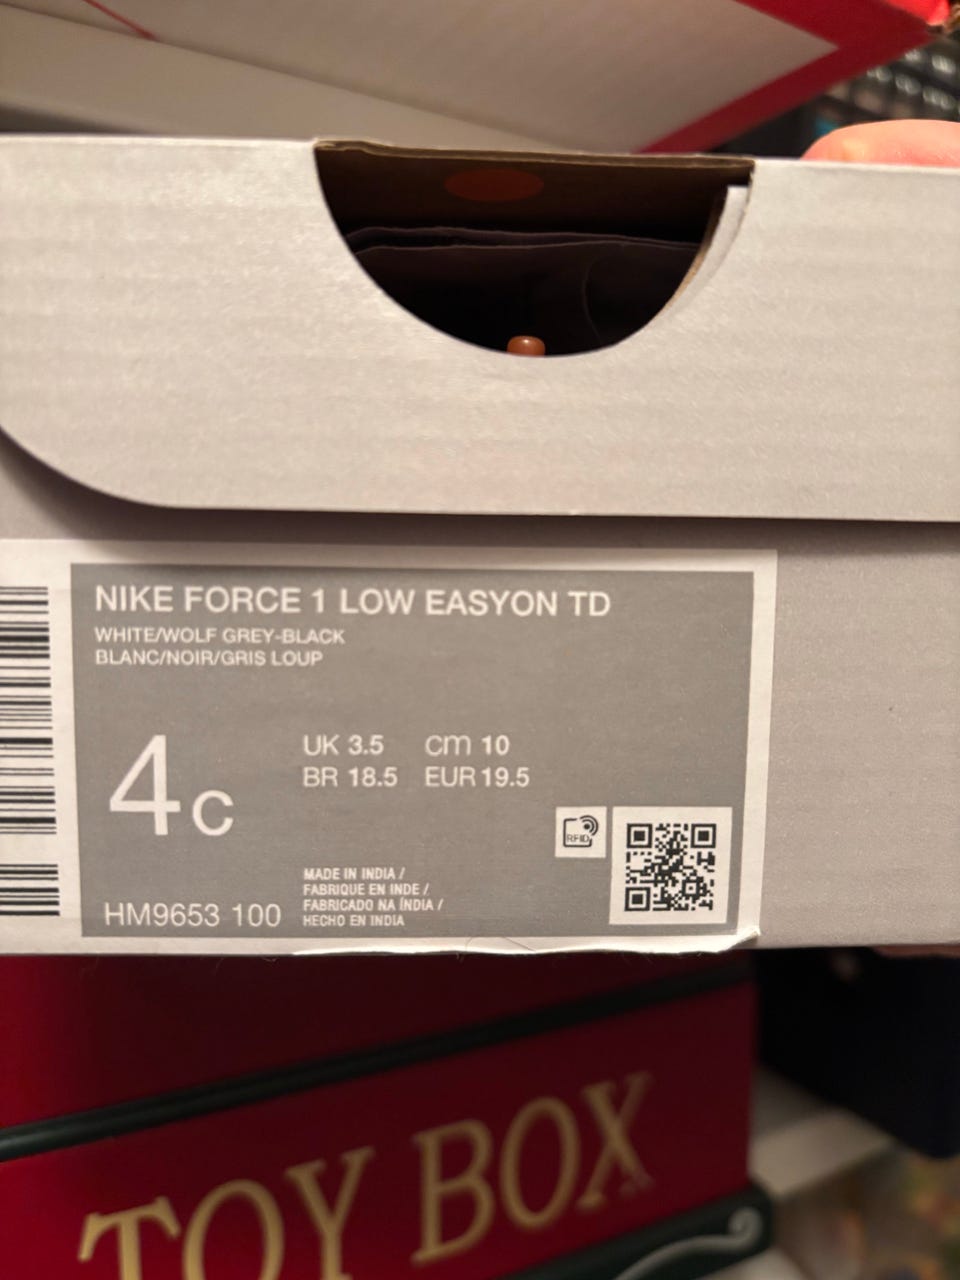 NIKE FORCE 1 LOW EASYON TD
WHITE/WOLF GREY-BLACK
BLANC/NOIR/GRIS LOUP
4c
UK 3.5 cm 10
BR 18.5 EUR 19.5
RFID
MADE IN INDIA /
FABRIQUE EN INDE /
FABRICADO NA ÍNDIA /
HECHO EN INDIA
HM9653 100
TOY BOX